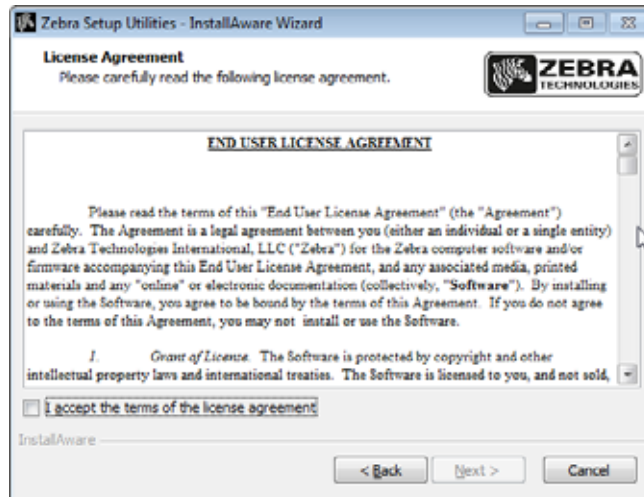 Zebra Setup Utilities - InstallAware Wizard
License Agreement
Please carefully read the following license agreement.
ZEBRA
TECHNOLOGIES
END USER LICENSE AGREEMENT
Please read the terms of this "End User License Agreement" (the "Agreement")
carefully. The Agreement is a legal agreement between you (either an individual or a single entity)
and Zebra Technologies International, LLC ("Zebra") for the Zebra computer software and/or
firmware accompanying this End User License Agreement, and any associated media, printed
materials and any "online" or electronic documentation (collectively, "Software"). By installing
or using the Software, you agree to be bound by the terms of this Agreement. If you do not agree
to the terms of this Agreement, you may not install or use the Software.
1. Grant of License. The Software is protected by copyright and other
intellectual property laws and international treaties. The Software is licensed to you, and not sold,
I accept the terms of the license agreement
InstallAware
< Back Next > Cancel